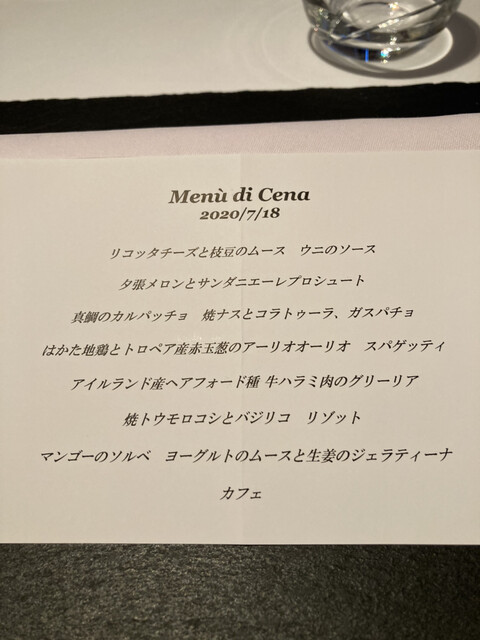 Menù di Cena
2020/7/18
リコッタチーズと枝豆のムース　ウニのソース
夕張メロンとサンダニエーレプロシュート
真鯛のカルパッチョ　焼ナスとコラトゥーラ、ガスパチョ
はかた地鶏とトロペア産赤玉葱のアーリオオーリオ　スパゲッティ
アイルランド産ヘアフォード種 牛ハラミ肉のグリーリア
焼トウモロコシとバジリコ　リゾット
マンゴーのソルベ　ヨーグルトのムースと生姜のジェラティーナ
カフェ